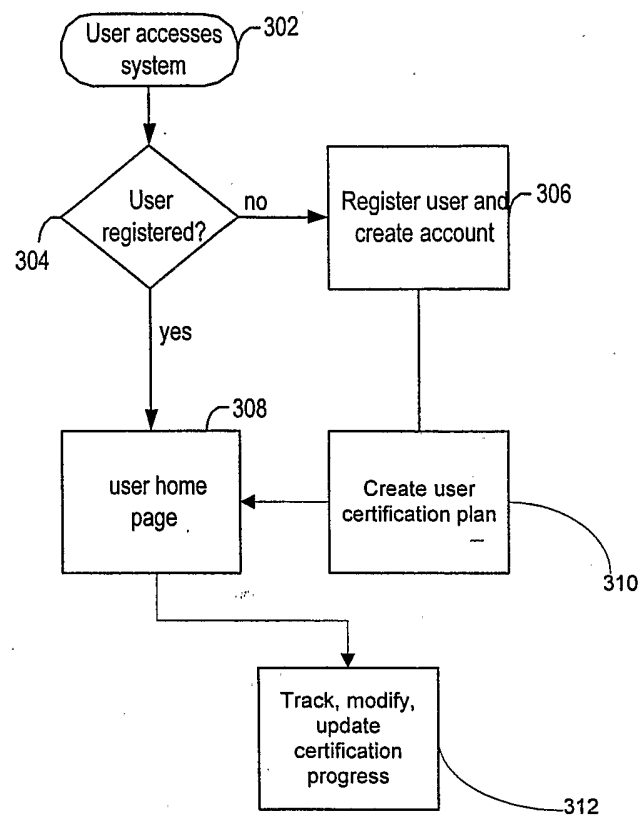 User accesses
system
302
User
registered?
304
no
Register user and
create account
306
yes
308
user home
page
Create user
certification plan
310
Track, modify,
update
certification
progress
312